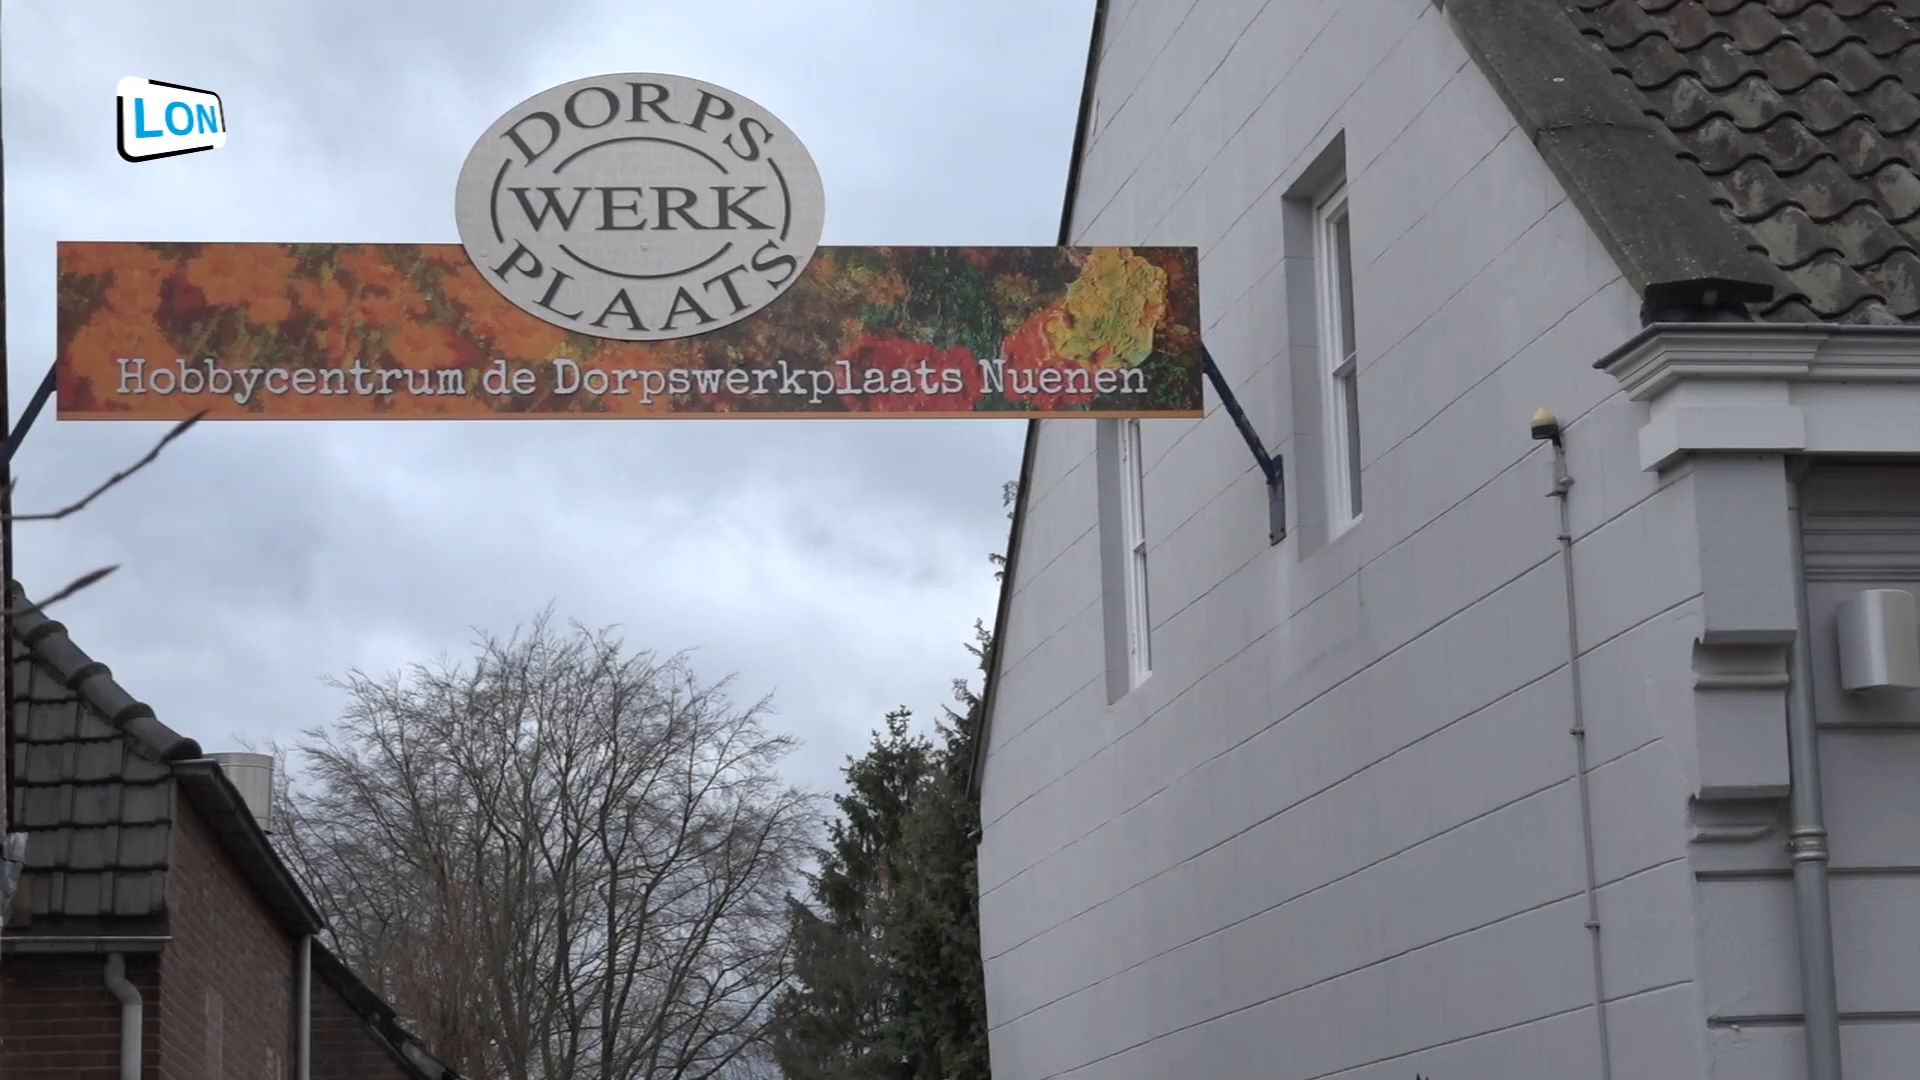 LON
DORPS
WERK
PLAATS
Hobbycentrum de Dorpswerkplaats Nuenen